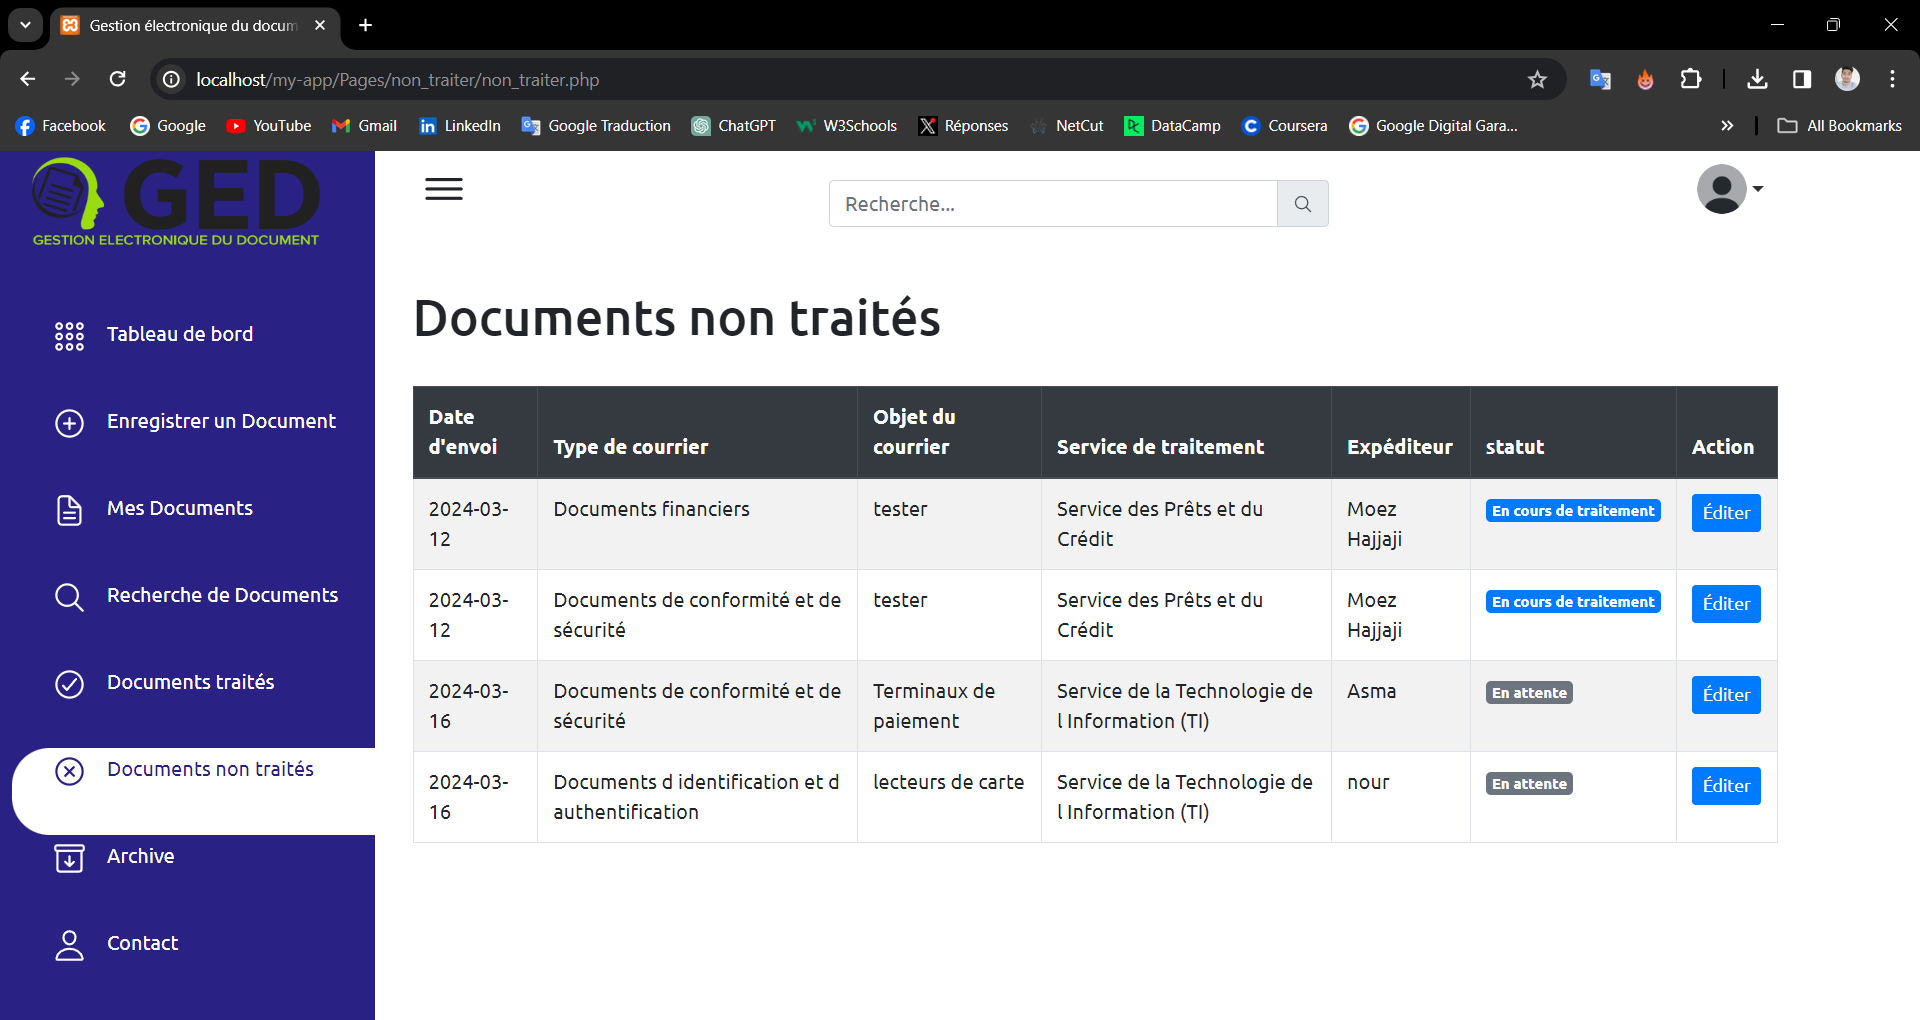 Gestion électronique du docum
localhost/my-app/Pages/non_traiter/non_traiter.php
Facebook Google YouTube Gmail LinkedIn Google Traduction ChatGPT W3Schools Réponses NetCut DataCamp Coursera Google Digital Gara... All Bookmarks
GED
GESTION ELECTRONIQUE DU DOCUMENT
Tableau de bord
Enregistrer un Document
Mes Documents
Recherche de Documents
Documents traités
Documents non traités
Archive
Contact
Recherche...
Documents non traités
Date
d'envoi
Type de courrier
Objet du
courrier
Service de traitement
Expéditeur
statut
Action
2024-03-
12
Documents financiers
tester
Service des Prêts et du
Crédit
Moez
Hajjaji
En cours de traitement
Éditer
2024-03-
12
Documents de conformité et de
sécurité
tester
Service des Prêts et du
Crédit
Moez
Hajjaji
En cours de traitement
Éditer
2024-03-
16
Documents de conformité et de
sécurité
Terminaux de
paiement
Service de la Technologie de
l Information (TI)
Asma
En attente
Éditer
2024-03-
16
Documents d identification et d
authentification
lecteurs de carte
Service de la Technologie de
l Information (TI)
nour
En attente
Éditer